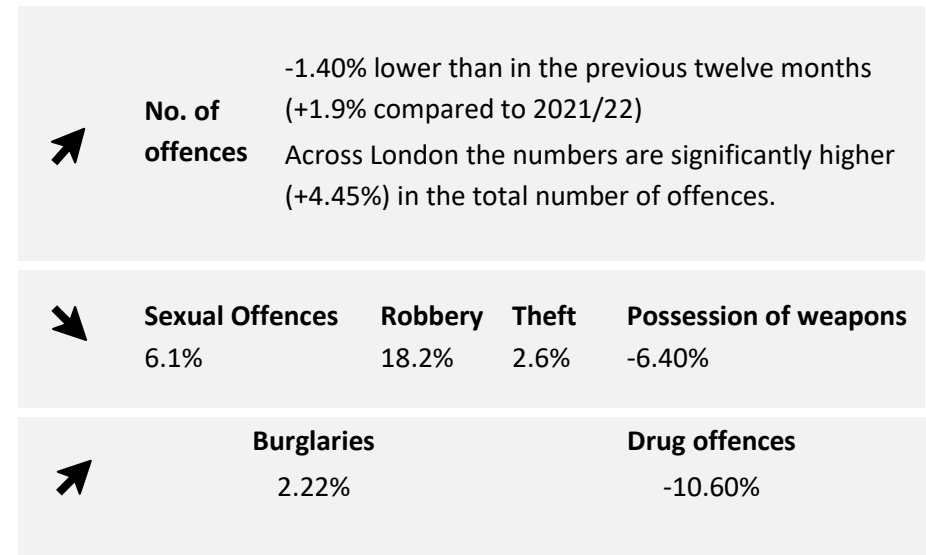 -1.40% lower than in the previous twelve months
No. of offences
(+1.9% compared to 2021/22)
Across London the numbers are significantly higher
(+4.45%) in the total number of offences.
Sexual Offences Robbery Theft Possession of weapons
6.1% 18.2% 2.6% -6.40%
Burglaries Drug offences
2.22% -10.60%